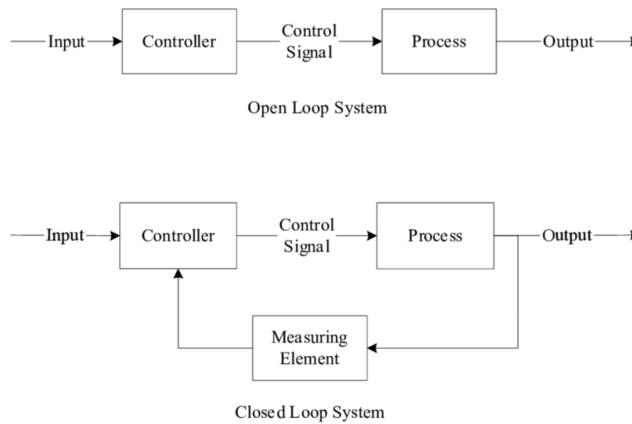 Input
Controller
Control
Signal
Process
Output
Open Loop System
Input
Controller
Control
Signal
Process
Output
Measuring
Element
Closed Loop System